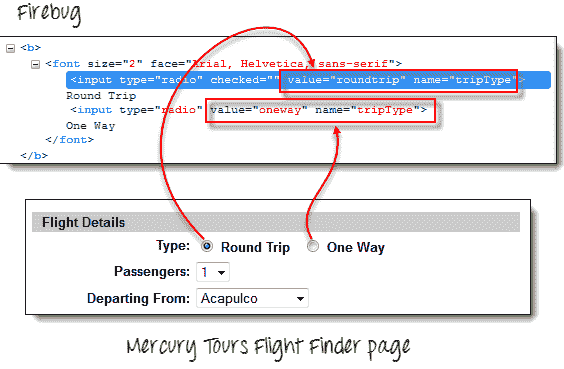 Firebug
<b>
<font size="2" face="Arial, Helvetica, sans-serif">
<input type="radio" checked="" value="roundtrip" name="tripType">
Round Trip
<input type="radio" value="oneway" name="tripType">
One Way
</font>
</b>
Flight Details
Type: Round Trip One Way
Passengers: 1
Departing From: Acapulco
Mercury Tours Flight Finder page